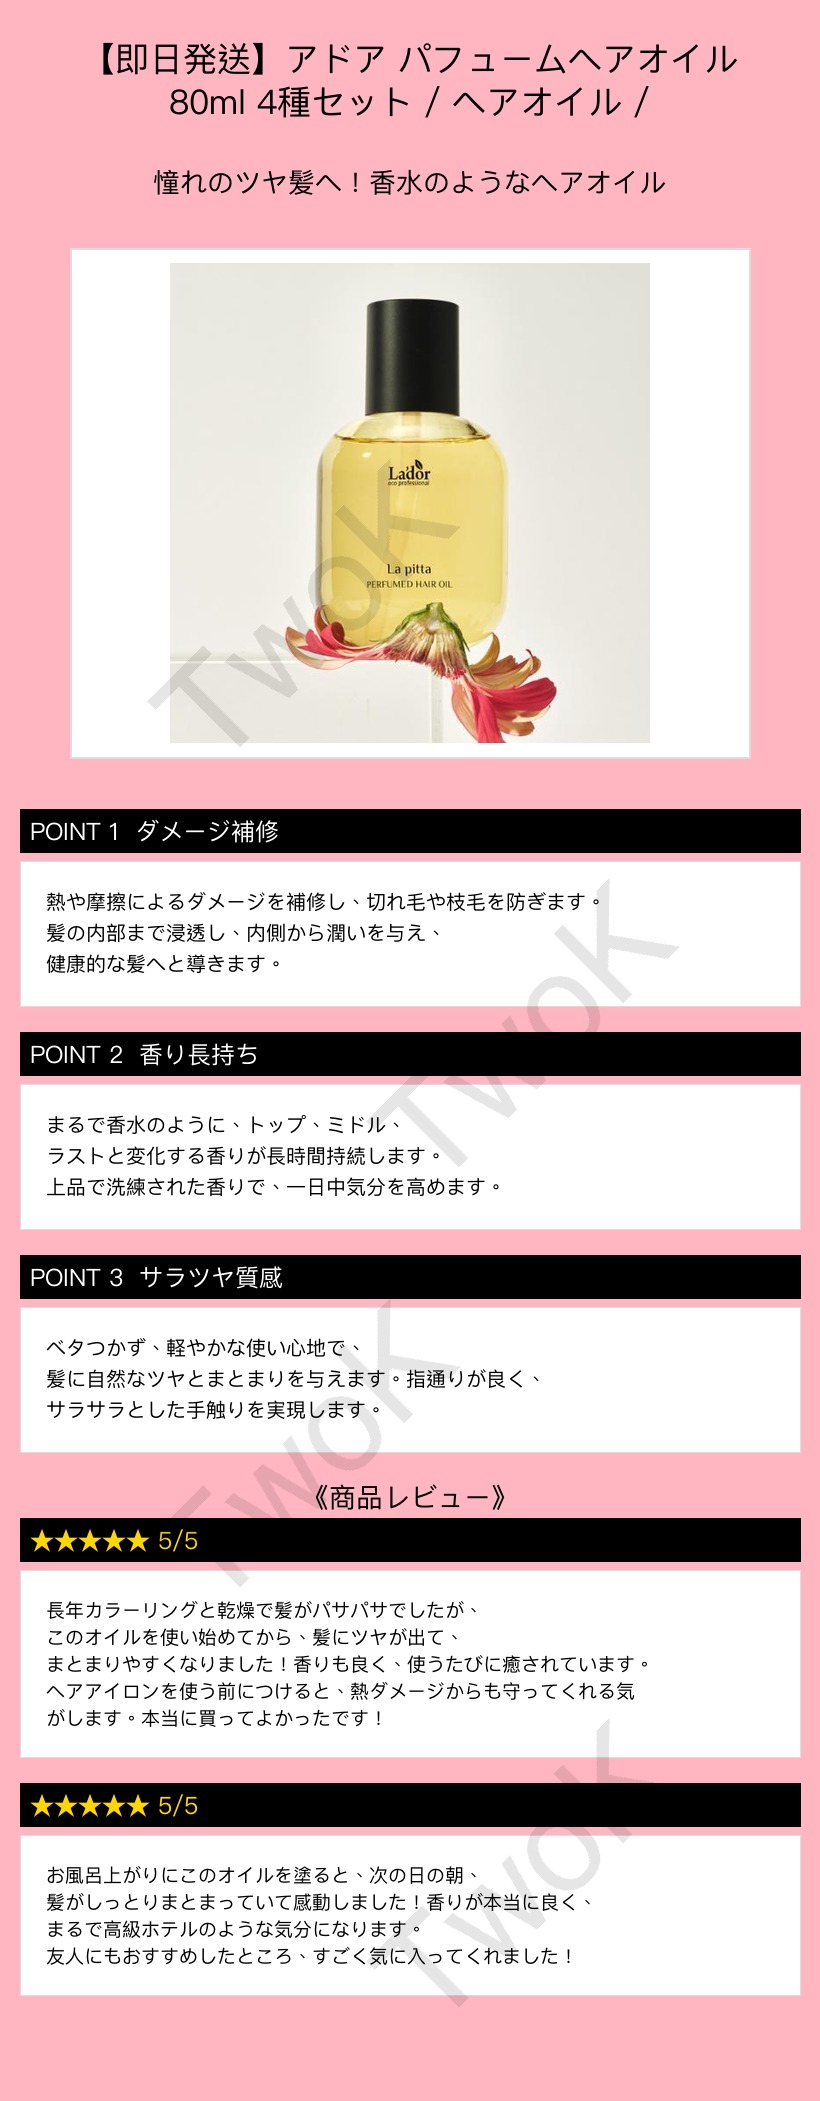 【即日発送】アドア パフュームヘアオイル
80ml 4種セット / ヘアオイル /
憧れのツヤ髪へ！香水のようなヘアオイル
La'dor
eco professional
La pitta
PERFUMED HAIR OIL
TwoK
POINT 1 ダメージ補修
熱や摩擦によるダメージを補修し、切れ毛や枝毛を防ぎます。
髪の内部まで浸透し、内側から潤いを与え、
健康的な髪へと導きます。
TwoK
POINT 2 香り長持ち
まるで香水のように、トップ、ミドル、
ラストと変化する香りが長時間持続します。
上品で洗練された香りで、一日中気分を高めます。
POINT 3 サラツヤ質感
ベタつかず、軽やかな使い心地で、
髪に自然なツヤとまとまりを与えます。指通りが良く、
サラサラとした手触りを実現します。
TwoK
《商品レビュー》
★★★★★ 5/5
長年カラーリングと乾燥で髪がパサパサでしたが、
このオイルを使い始めてから、髪にツヤが出て、
まとまりやすくなりました！香りも良く、使うたびに癒されています。
ヘアアイロンを使う前につけると、熱ダメージからも守ってくれる気
がします。本当に買ってよかったです！
★★★★★ 5/5
お風呂上がりにこのオイルを塗ると、次の日の朝、
髪がしっとりまとまっていて感動しました！香りが本当に良く、
まるで高級ホテルのような気分になります。
友人にもおすすめしたところ、すごく気に入ってくれました！
TwoK